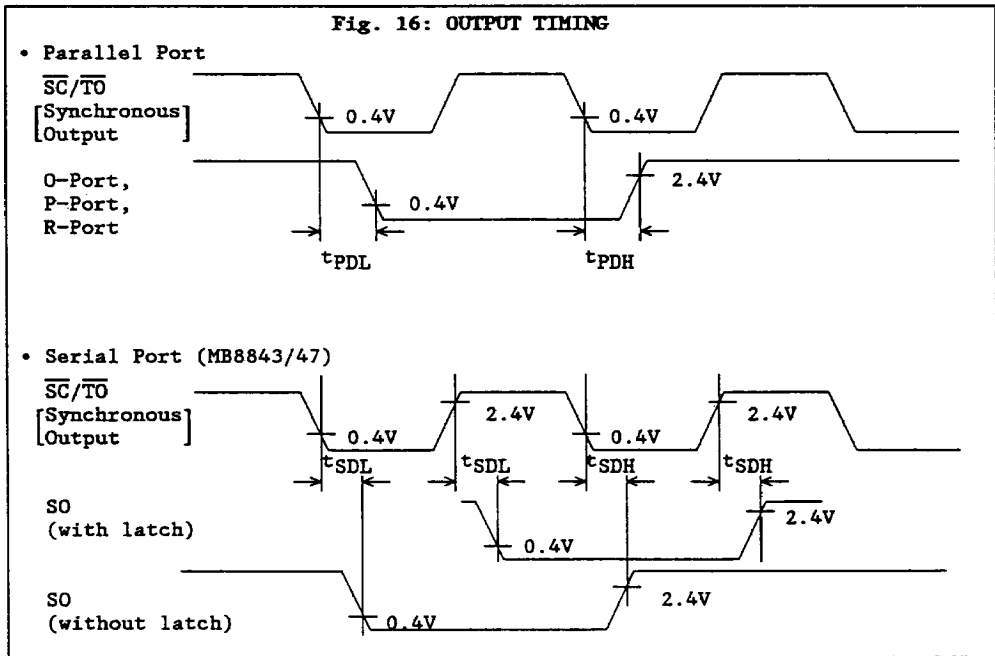 Fig. 16: OUTPUT TIMING
• Parallel Port
SC/TO
[Synchronous Output]
0.4V
0.4V
O-Port,
P-Port,
R-Port
0.4V
2.4V
tPDL
tPDH
• Serial Port (MB8843/47)
SC/TO
[Synchronous Output]
0.4V
2.4V
0.4V
2.4V
tSDL
tSDL
tSDH
tSDH
SO
(with latch)
0.4V
2.4V
SO
(without latch)
0.4V
2.4V